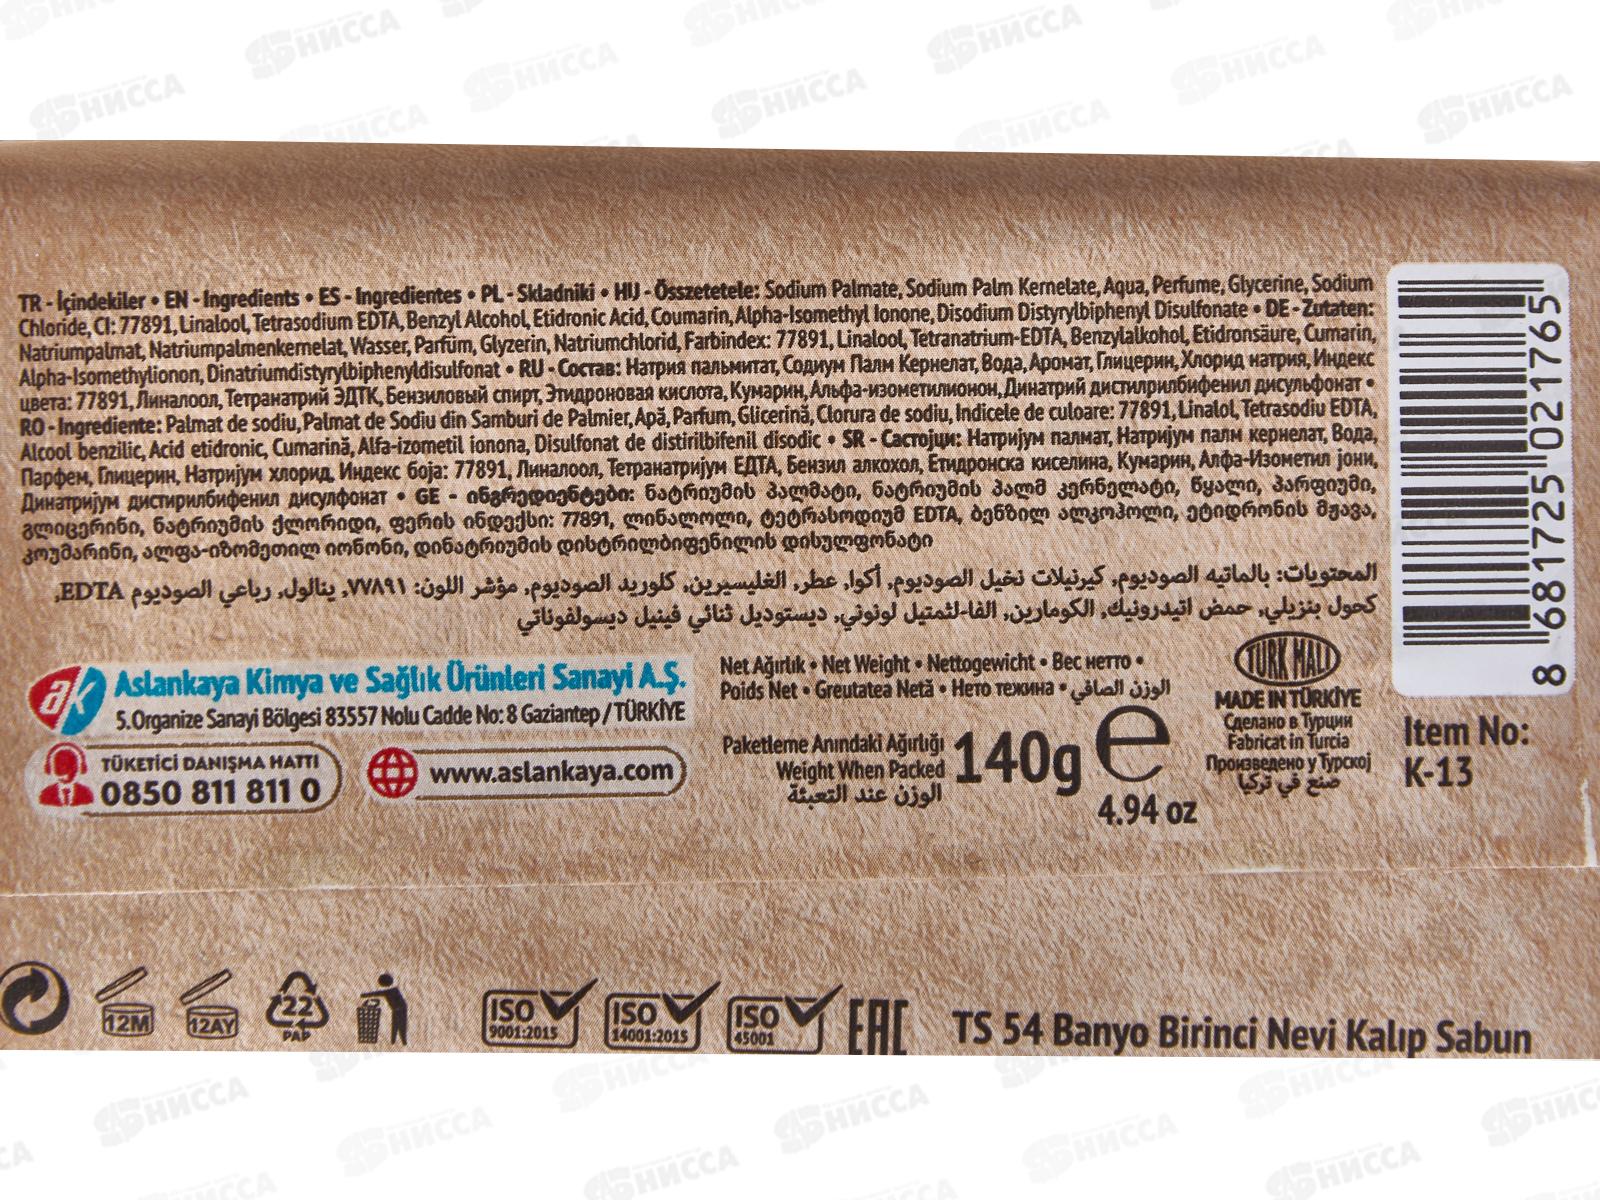 TR - İçindekiler • EN - Ingredients • ES - Ingredientes • PL - Skladniki • HU - Összetetele: Sodium Palmate, Sodium Palm Kernelate, Aqua, Perfume, Glycerine, Sodium
Chloride, CI: 77891, Linalool, Tetrasodium EDTA, Benzyl Alcohol, Etidronic Acid, Coumarin, Alpha-Isomethyl Ionone, Disodium Distyrylbiphenyl Disulfonate • DE - Zutaten:
Natriumpalmat, Natriumpalmenkernelat, Wasser, Parfüm, Glyzerin, Natriumchlorid, Farbindex: 77891, Linalool, Tetranatrium-EDTA, Benzylalkohol, Etidronsäure, Cumarin,
Alpha-Isomethylionon, Dinatriumdistyrylbiphenyldisulfonat • RU - Состав: Натрия пальмитат, Содиум Палм Кернелат, Вода, Аромат, Глицерин, Хлорид натрия, Индекс
цвета: 77891, Линалоол, Тетранатрий ЭДТК, Бензиловый спирт, Этидроновая кислота, Кумарин, Альфа-изометилионон, Динатрий дистилрилбифенил дисульфонат •
RO - Ingrediente: Palmat de sodiu, Palmat de Sodiu din Samburi de Palmier, Apă, Parfum, Glicerină, Clorura de sodiu, Indicele de culoare: 77891, Linalol, Tetrasodiu EDTA,
Alcool benzilic, Acid etidronic, Cumarină, Alfa-izometil ionona, Disulfonat de distirilbifenil disodic • SR - Састојци: Натријум палмат, Натријум палм кернелат, Вода,
Парфем, Глицерин, Натријум хлорид, Индекс боја: 77891, Линалоол, Тетранатријум ЕДТА, Бензил алкохол, Етидронска киселина, Кумарин, Алфа-Изометил јони,
Динатријум дистирилбифенил дисулфонат • GE - ინგრედიენტები: ნატრიუმის პალმატი, ნატრიუმის პალმ კერნელატი, წყალი, პარფიუმი,
გლიცერინი, ნატრიუმის ქლორიდი, ფერის ინდექსი: 77891, ლინალოლი, ტეტრასოდიუმ EDTA, ბენზილ ალკოჰოლი, ეტიდრონის მჟავა,
კოუმარინი, ალფა-იზომეთილ იონონი, დინატრიუმის დისტრილბიფენილის დისულფონატი
المحتويات: بالماتيه الصوديوم, كيرنيلات نخيل الصوديوم, أكوا, عطر, الغليسيرين, كلوريد الصوديوم, مؤشر اللون: ٧٧٨٩١, ينالول, رباعي الصوديوم EDTA,
كحول بنزيلي, حمض اتيدرونيك, الكومارين, الفا-لثمتيل لونوني, ديستوديل ثنائي فينيل ديسولفوناتي
ak Aslankaya Kimya ve Sağlık Ürünleri Sanayi A.Ş.
5.Organize Sanayi Bölgesi 83557 Nolu Cadde No: 8 Gaziantep / TÜRKİYE
TÜKETİCİ DANIŞMA HATTI
0850 811 811 0
www.aslankaya.com
Net Ağırlık • Net Weight • Nettogewicht • Вес нетто •
Poids Net • Greutatea Netă • Нето тежина • الوزن الصافي
Paketleme Anındaki Ağırlığı
Weight When Packed
الوزن عند التعبئة
140g e
4.94 oz
TÜRK MALI
MADE IN TÜRKİYE
Сделано в Турции
Fabricat in Turcia
Произведено у Турској
صنع في تركيا
8 681725 021765
Item No:
K-13
12M
12AY
22
PAP
ISO
9001:2015
ISO
14001:2015
ISO
45001
EAC
TS 54 Banyo Birinci Nevi Kalıp Sabun